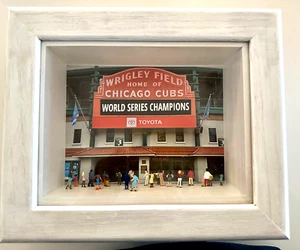 WRIGLEY FIELD
HOME OF
CHICAGO CUBS
WORLD SERIES CHAMPIONS
TOYOTA